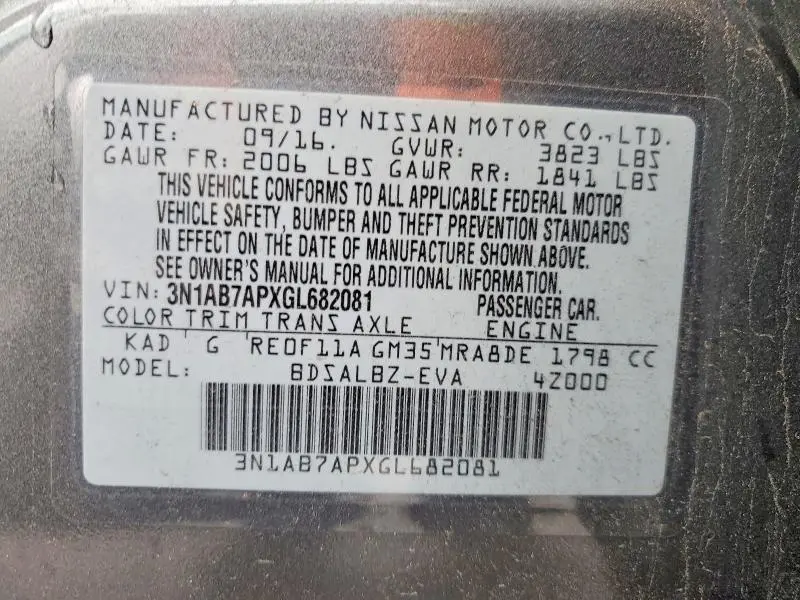 MANUFACTURED BY NISSAN MOTOR CO., LTD.
DATE: 09/16. GVWR: 3823 LBS
GAWR FR: 2006 LBS GAWR RR: 1841 LBS
THIS VEHICLE CONFORMS TO ALL APPLICABLE FEDERAL MOTOR
VEHICLE SAFETY, BUMPER AND THEFT PREVENTION STANDARDS
IN EFFECT ON THE DATE OF MANUFACTURE SHOWN ABOVE.
SEE OWNER'S MANUAL FOR ADDITIONAL INFORMATION.
VIN: 3N1AB7APXGL682081 PASSENGER CAR.
COLOR TRIM TRANS AXLE ENGINE
KAD G RE0F11A GM35 MRA8DE 1798 CC
MODEL: BDSALBZ-EVA 4Z000
3N1AB7APXGL682081